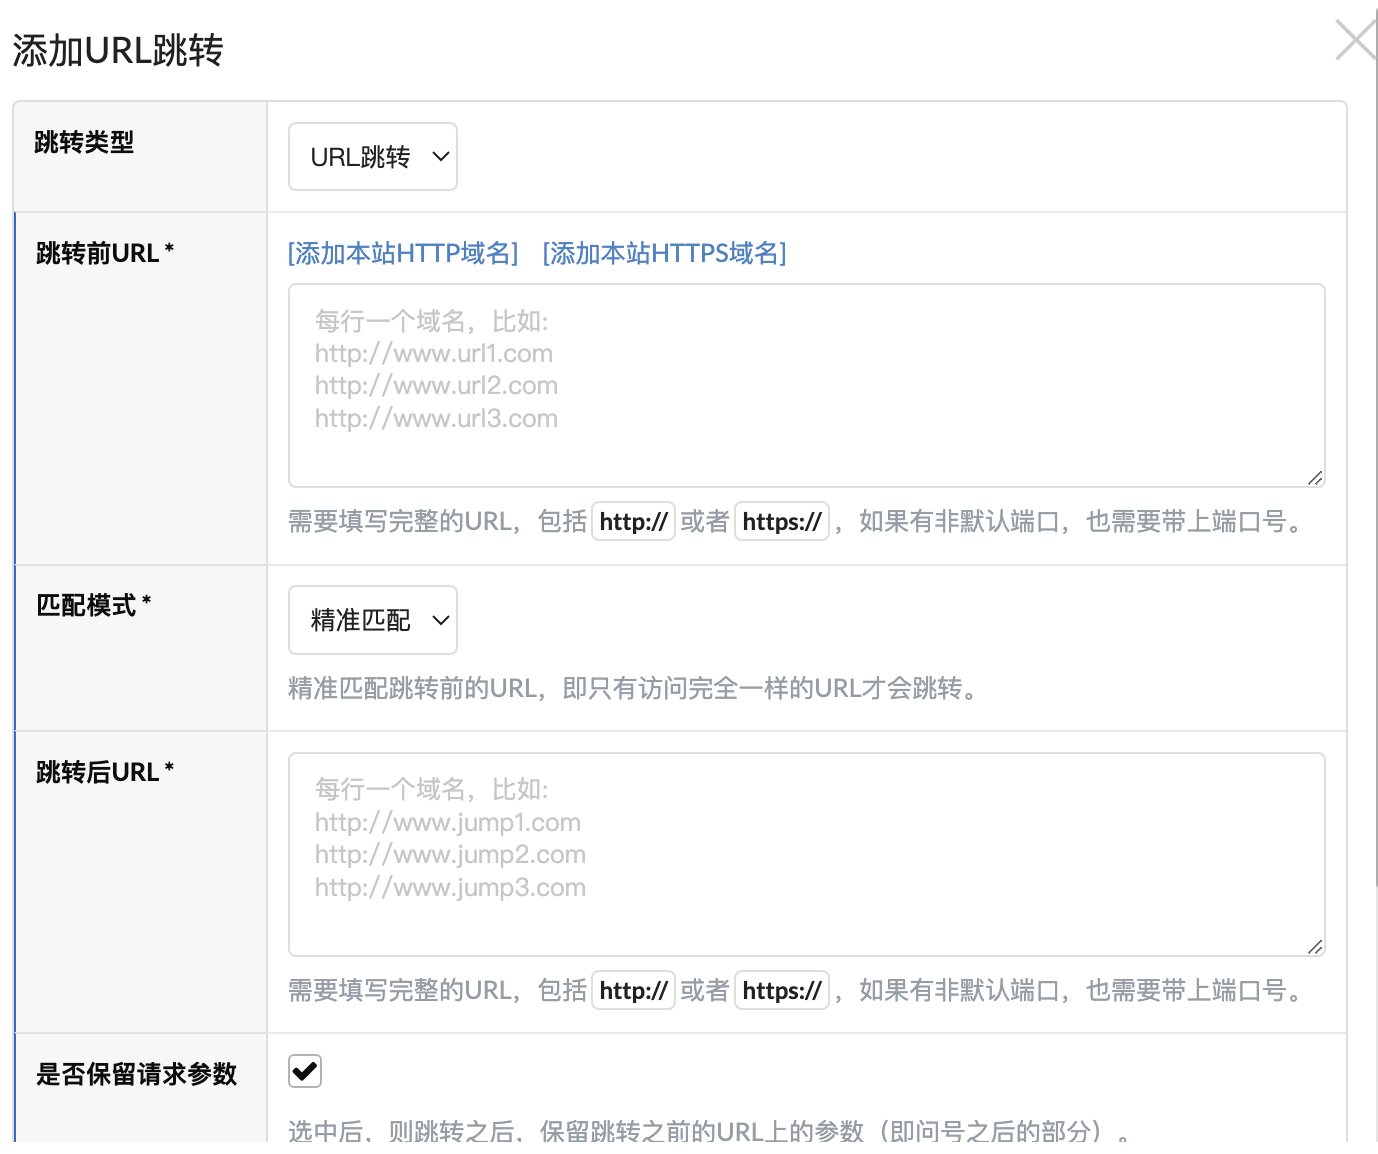 添加URL跳转
跳转类型
URL跳转
跳转前URL *
[添加本站HTTP域名] [添加本站HTTPS域名]
每行一个域名，比如:
http://www.url1.com
http://www.url2.com
http://www.url3.com
需要填写完整的URL，包括 http:// 或者 https:// ，如果有非默认端口，也需要带上端口号。
匹配模式 *
精准匹配
精准匹配跳转前的URL，即只有访问完全一样的URL才会跳转。
跳转后URL *
每行一个域名，比如:
http://www.jump1.com
http://www.jump2.com
http://www.jump3.com
需要填写完整的URL，包括 http:// 或者 https:// ，如果有非默认端口，也需要带上端口号。
是否保留请求参数
选中后，则跳转之后，保留跳转之前的URL上的参数（即问号之后的部分）。